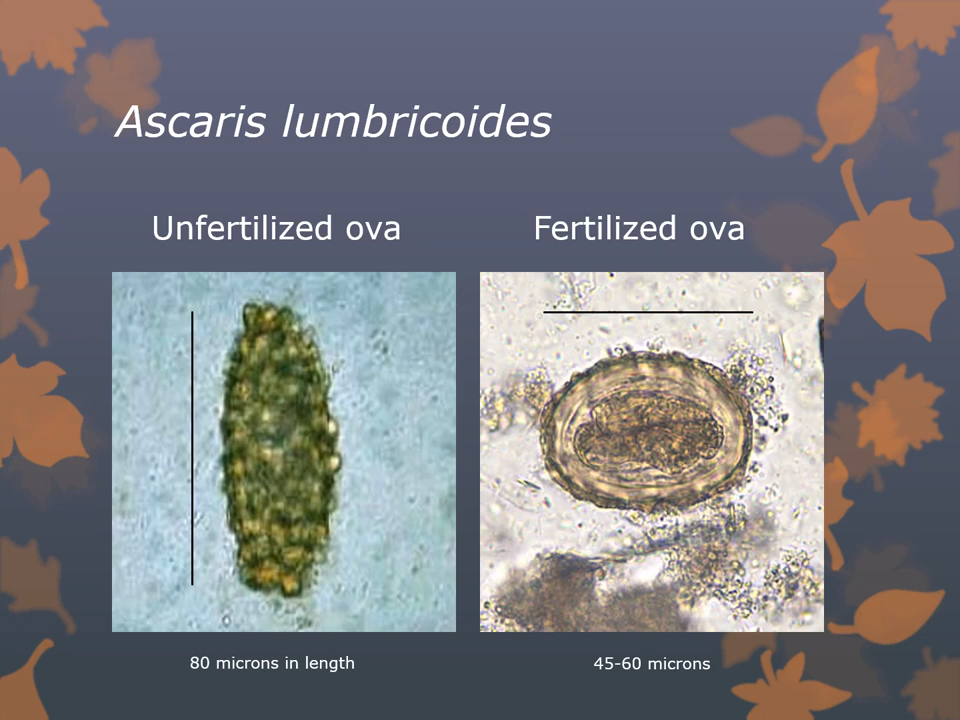 Ascaris lumbricoides
Unfertilized ova
Fertilized ova
80 microns in length
45-60 microns